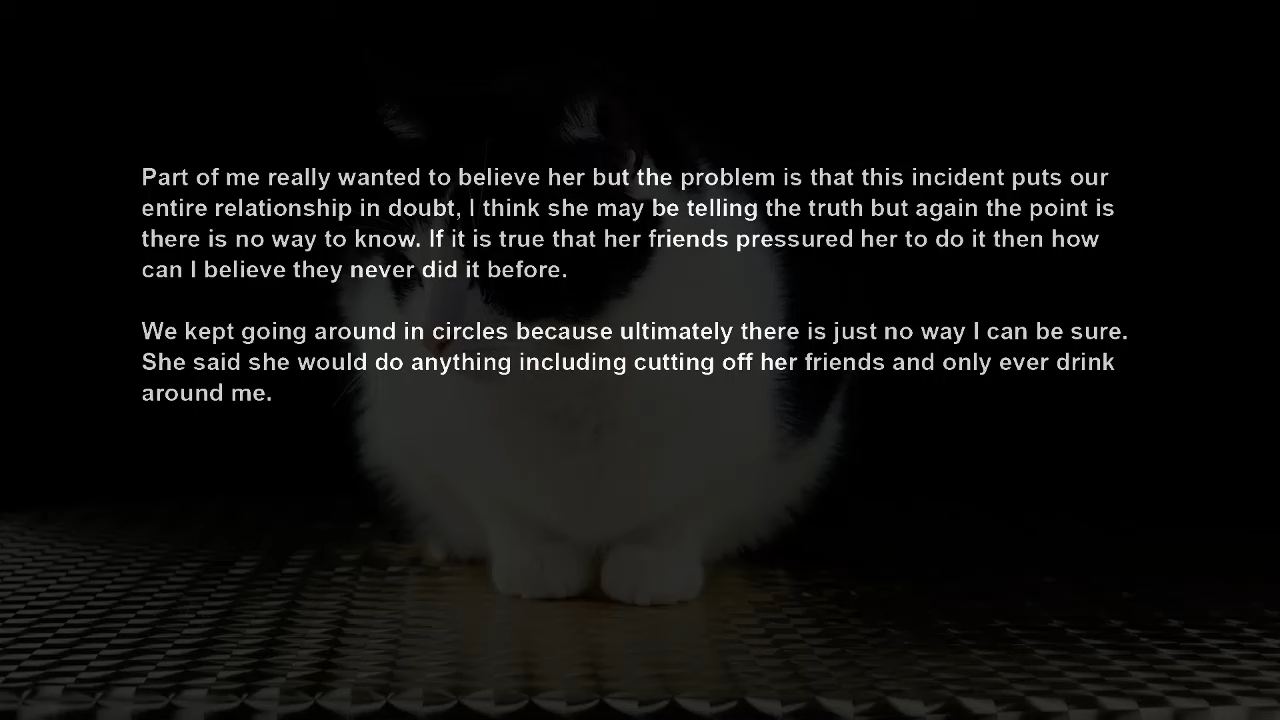 Part of me really wanted to believe her but the problem is that this incident puts our
entire relationship in doubt, I think she may be telling the truth but again the point is
there is no way to know. If it is true that her friends pressured her to do it then how
can I believe they never did it before.
We kept going around in circles because ultimately there is just no way I can be sure.
She said she would do anything including cutting off her friends and only ever drink
around me.